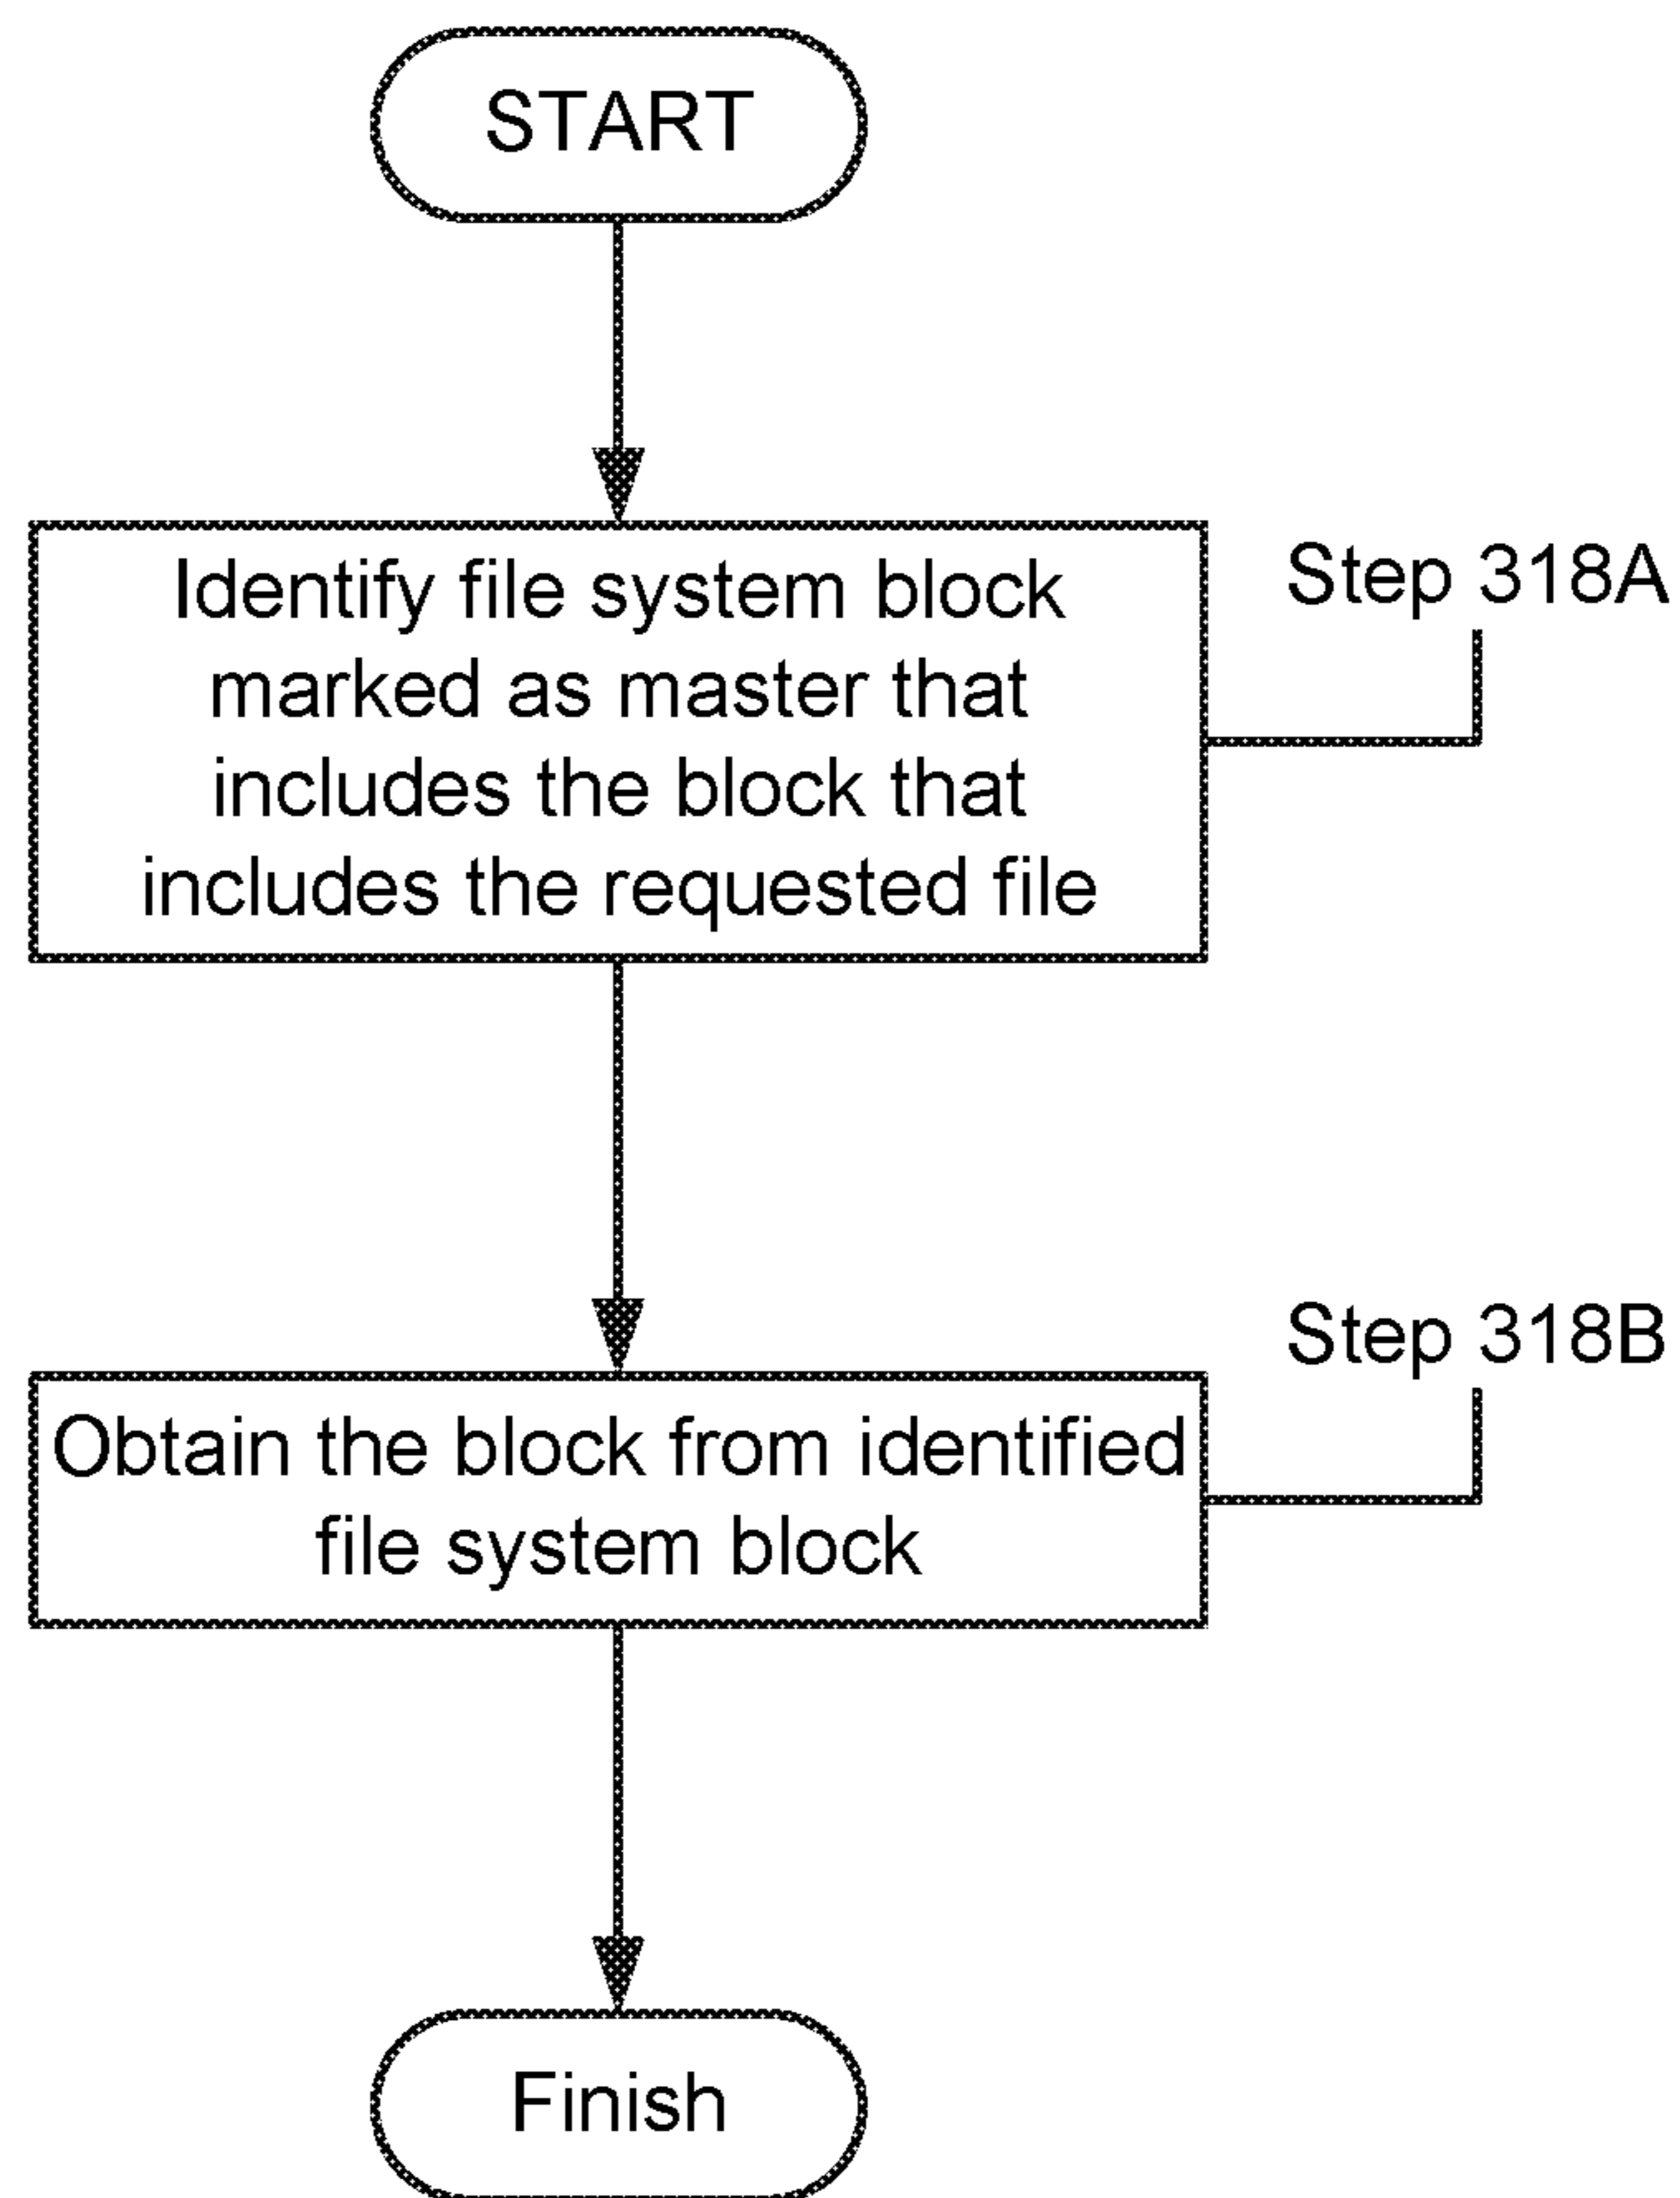 START
Identify file system block
marked as master that
includes the block that
includes the requested file
Step 318A
Obtain the block from identified
file system block
Step 318B
Finish